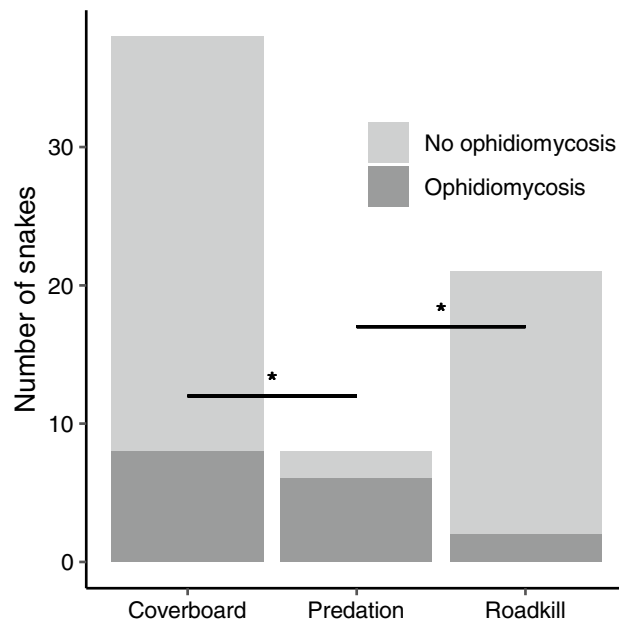 Number of snakes
30
20
10
0
No ophidiomycosis
Ophidiomycosis
*
*
Coverboard Predation Roadkill